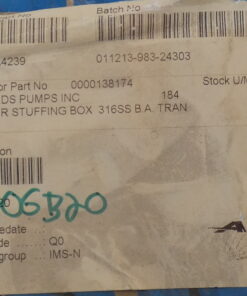 Batch No
4239 011213-983-24303
or Part No 0000138174 Stock U/M
DS PUMPS INC 184
R STUFFING BOX 316SS B.A. TRAN
on
20
06B20
edate :
de ..... : Q0
group : IMS-N